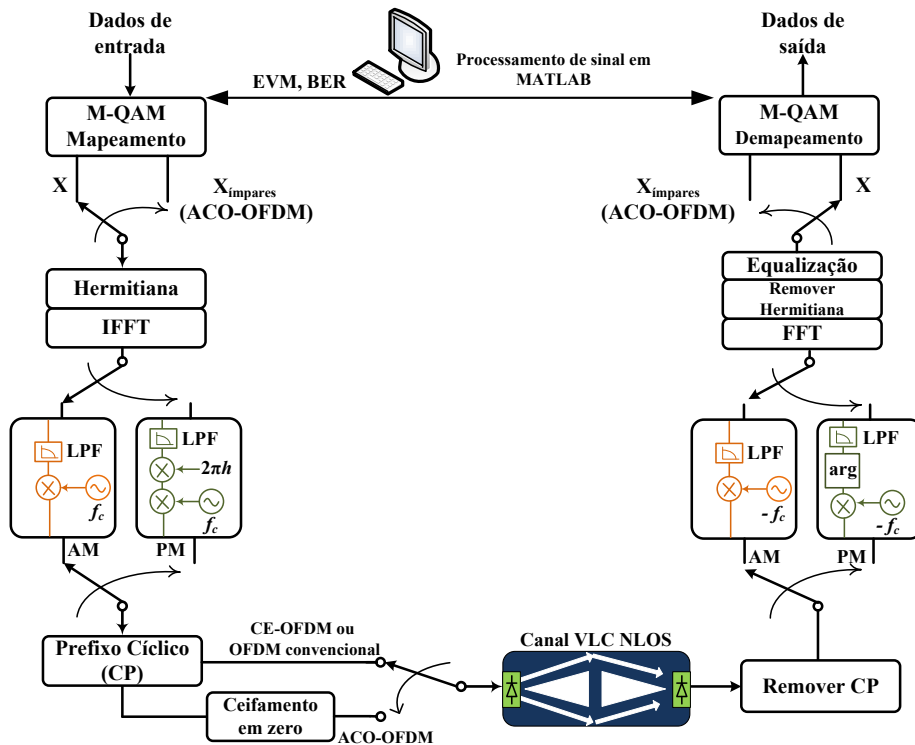 Dados de
entrada
Dados de
saída
Processamento de sinal em
MATLAB
EVM, BER
M-QAM
Mapeamento
M-QAM
Demapeamento
X
Xímpares
(ACO-OFDM)
Xímpares
(ACO-OFDM)
X
Hermitiana
IFFT
Equalização
Remover
Hermitiana
FFT
LPF
fc
AM
LPF
2πh
fc
PM
LPF
-fc
AM
LPF
arg
-fc
PM
Prefixo Cíclico
(CP)
CE-OFDM ou
OFDM convencional
Ceifamento
em zero
ACO-OFDM
Canal VLC NLOS
Remover CP